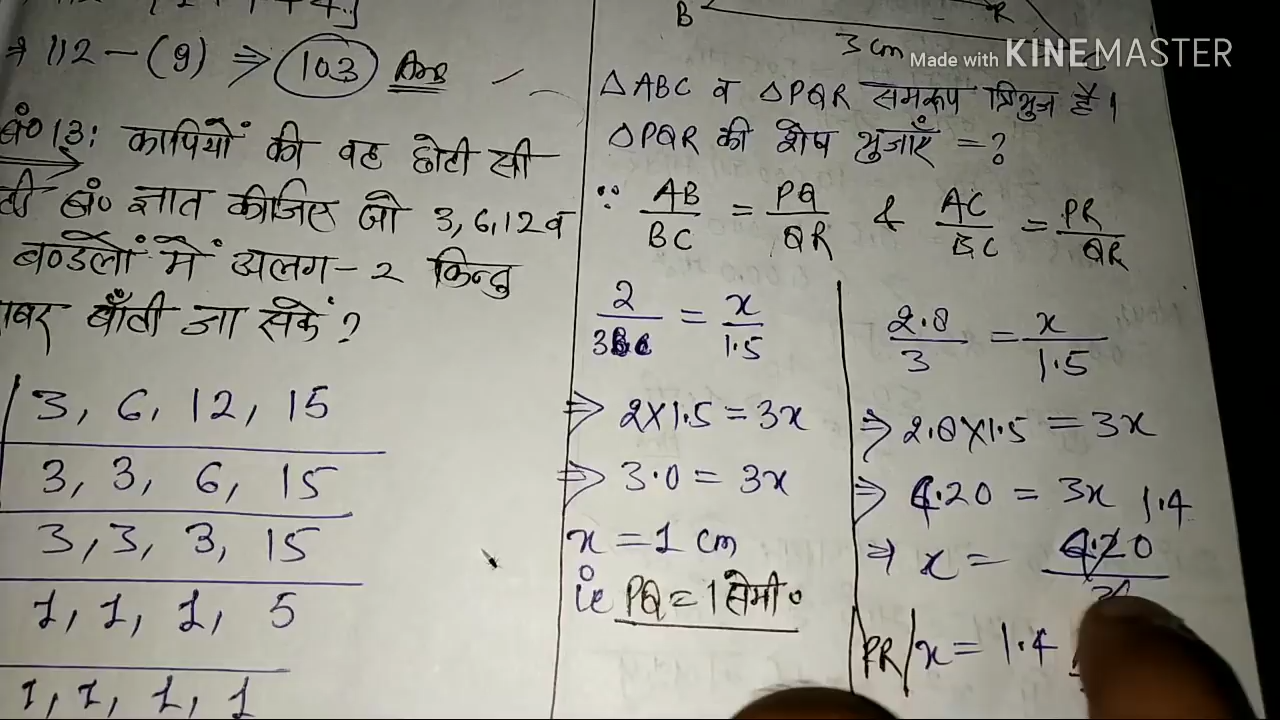 ⇒ 112 - (9) ⇒ 103 Ans
नं० 13: कापियों की वह छोटी सी
नं० ज्ञात कीजिए जो 3, 6, 12 व
बण्डलों में अलग-२ किन्तु
बाँटी जा सकें ?
3, 6, 12, 15
3, 3, 6, 15
3, 3, 3, 15
1, 1, 1, 5
1, 1, 1, 1
B R
3 cm C
Made with KINEMASTER
△ABC व △PQR समरूप त्रिभुज हैं।
△PQR की शेष भुजाएँ = ?
∵ AB/BC = PQ/QR & AC/BC = PR/QR
2/3 = x/1.5
⇒ 2×1.5 = 3x
⇒ 3.0 = 3x
x = 1 cm
ie PQ = 1 सेमी०
2.8/3 = x/1.5
⇒ 2.8×1.5 = 3x
⇒ 4.20 = 3x 1.4
⇒ x = 4.20
PR/x = 1.4